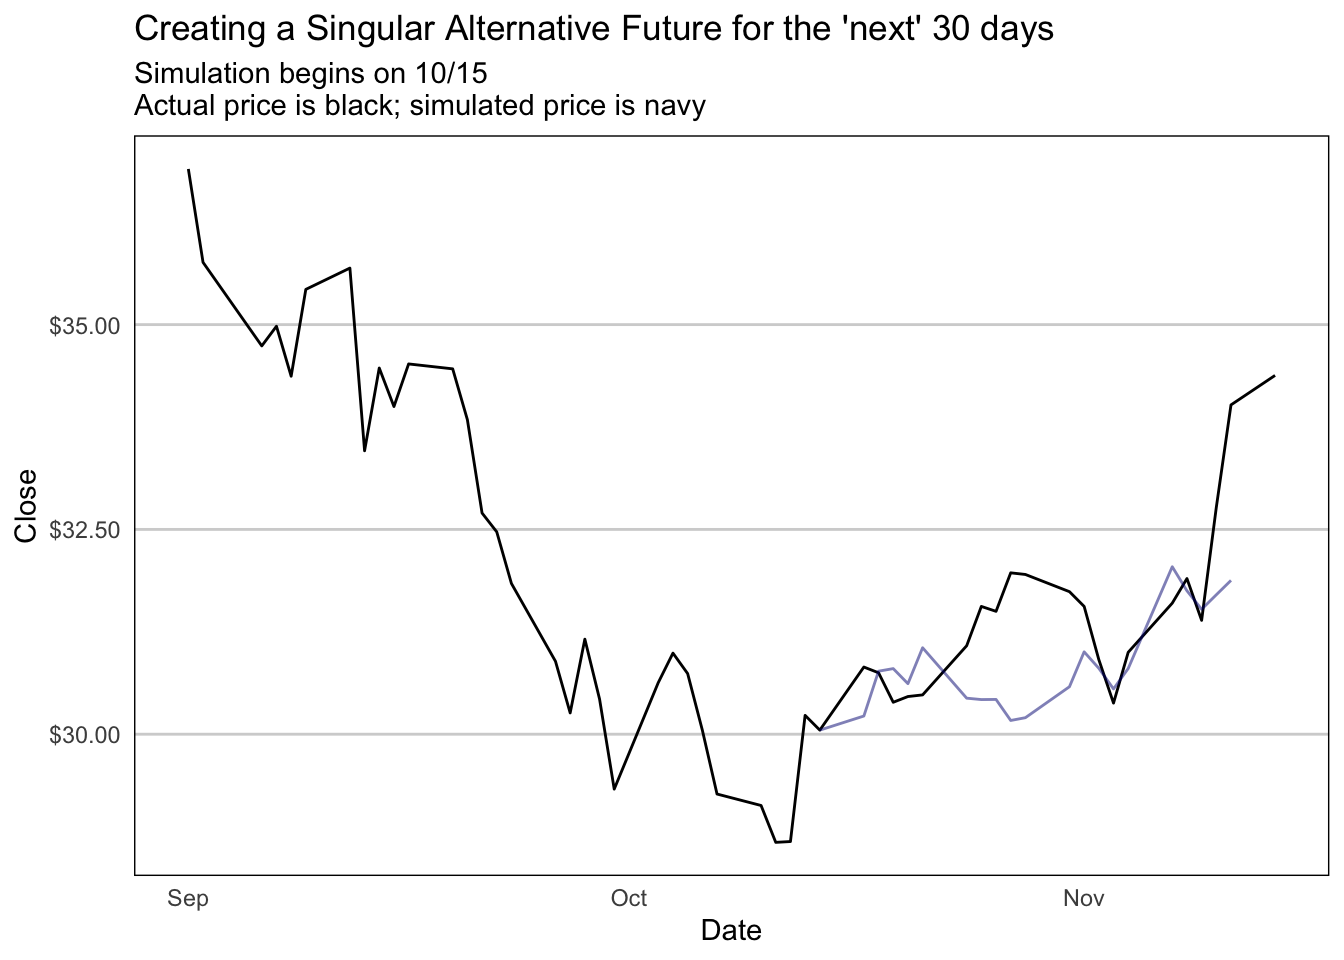 Creating a Singular Alternative Future for the 'next' 30 days
Simulation begins on 10/15
Actual price is black; simulated price is navy
Close
$35.00
$32.50
$30.00
Sep
Oct
Nov
Date